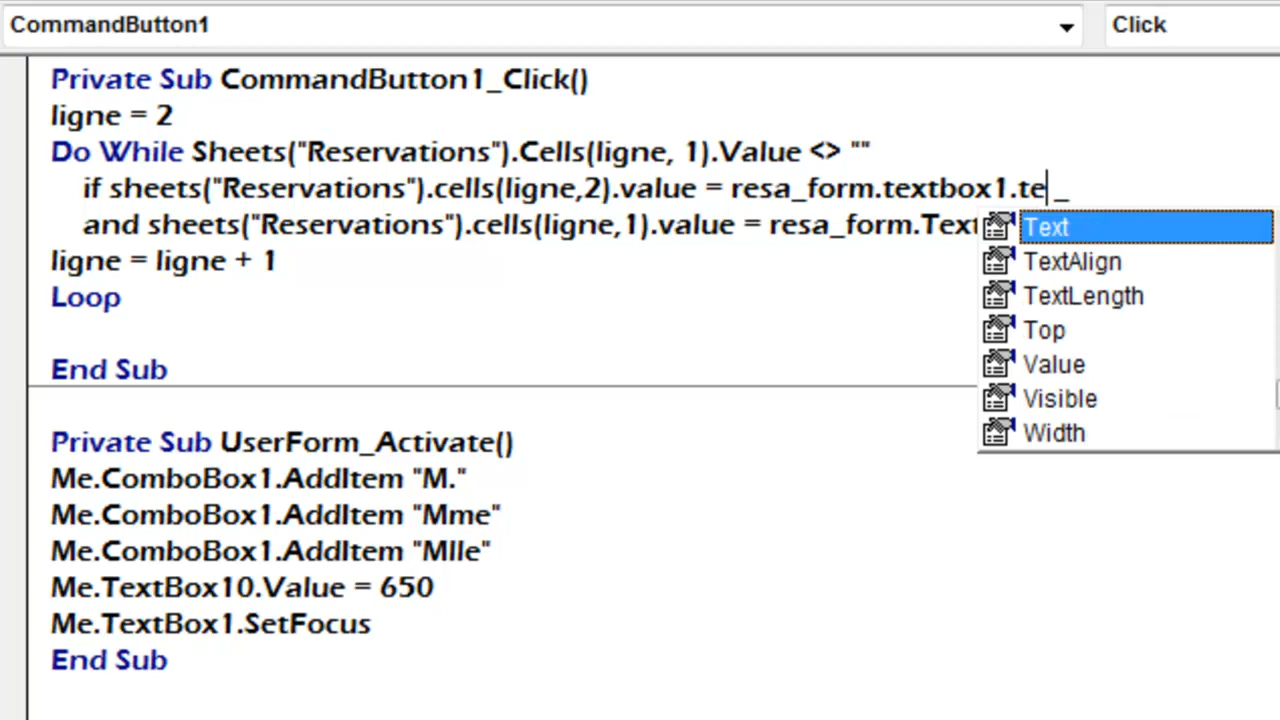 CommandButton1
Click
Private Sub CommandButton1_Click()
ligne = 2
Do While Sheets("Reservations").Cells(ligne, 1).Value <> ""
if sheets("Reservations").cells(ligne,2).value = resa_form.textbox1.te _
and sheets("Reservations").cells(ligne,1).value = resa_form.Text
ligne = ligne + 1
Loop
End Sub
Text
TextAlign
TextLength
Top
Value
Visible
Width
Private Sub UserForm_Activate()
Me.ComboBox1.AddItem "M."
Me.ComboBox1.AddItem "Mme"
Me.ComboBox1.AddItem "Mlle"
Me.TextBox10.Value = 650
Me.TextBox1.SetFocus
End Sub